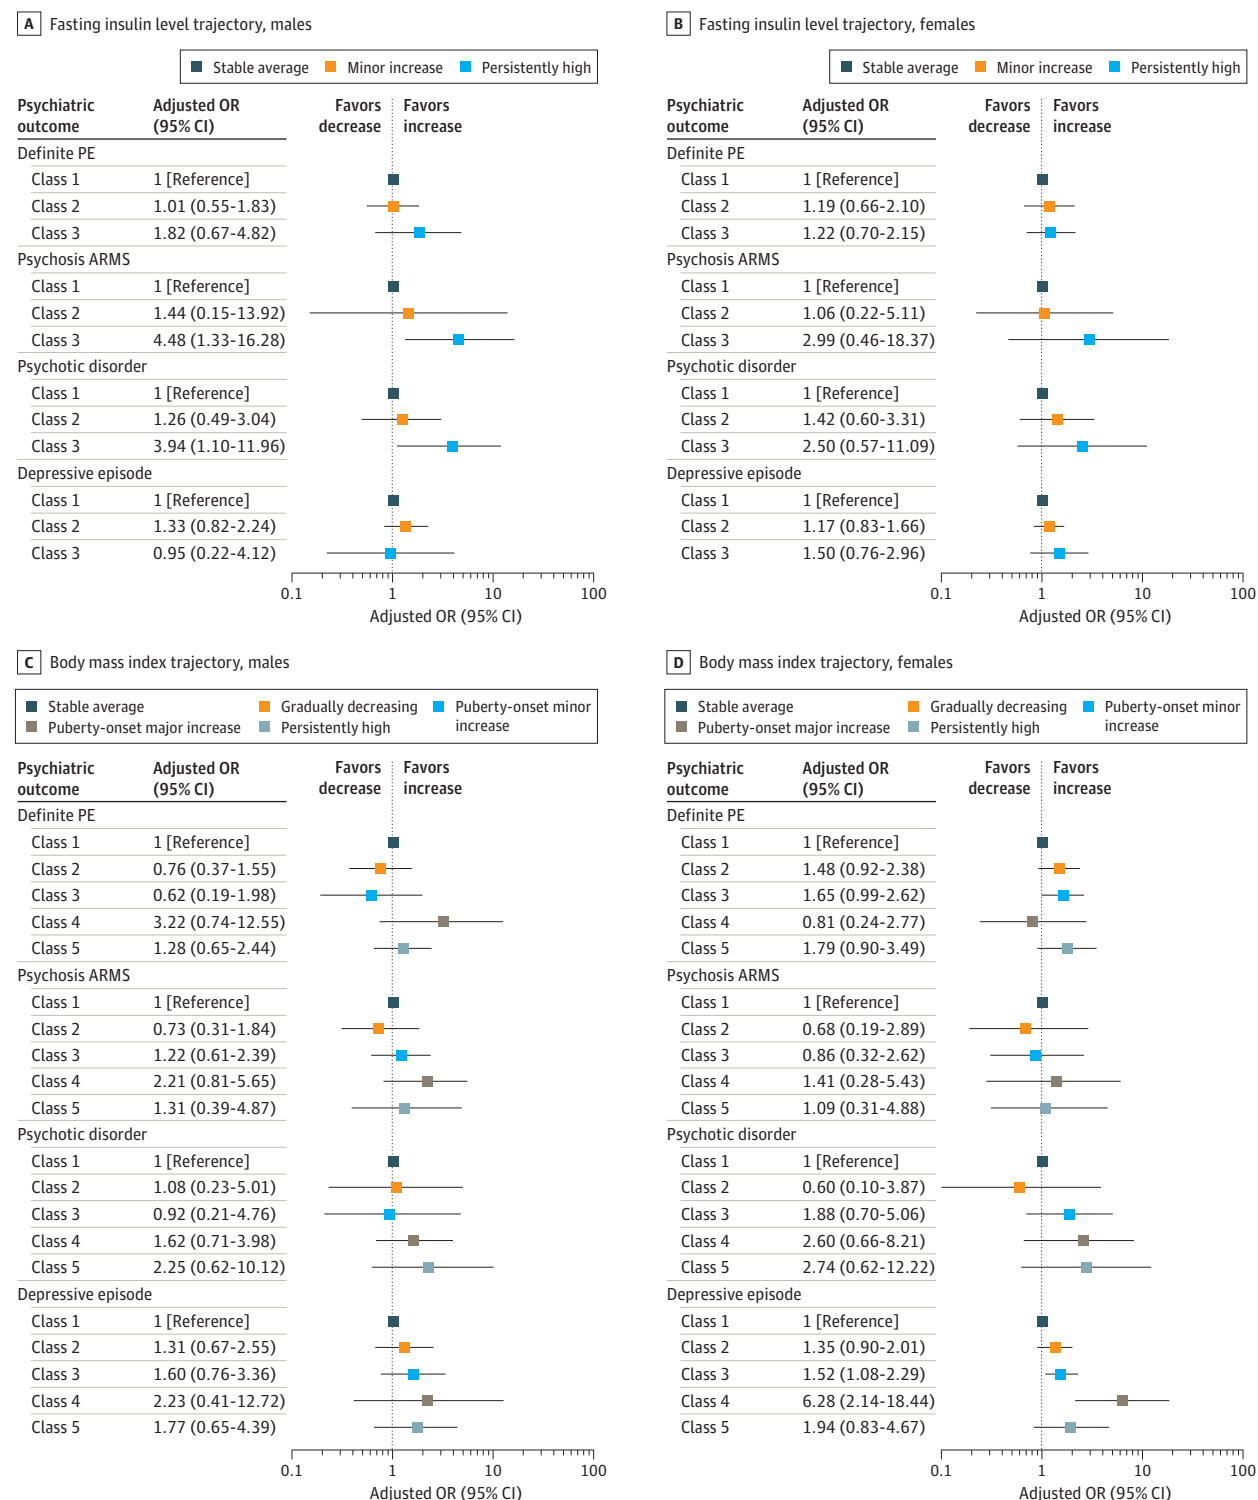 A Fasting insulin level trajectory, males
Stable average Minor increase Persistently high
Psychiatric outcome Adjusted OR (95% CI) Favors decrease Favors increase
Definite PE
Class 1 1 [Reference]
Class 2 1.01 (0.55-1.83)
Class 3 1.82 (0.67-4.82)
Psychosis ARMS
Class 1 1 [Reference]
Class 2 1.44 (0.15-13.92)
Class 3 4.48 (1.33-16.28)
Psychotic disorder
Class 1 1 [Reference]
Class 2 1.26 (0.49-3.04)
Class 3 3.94 (1.10-11.96)
Depressive episode
Class 1 1 [Reference]
Class 2 1.33 (0.82-2.24)
Class 3 0.95 (0.22-4.12)
0.1 1 10 100
Adjusted OR (95% CI)
B Fasting insulin level trajectory, females
Stable average Minor increase Persistently high
Psychiatric outcome Adjusted OR (95% CI) Favors decrease Favors increase
Definite PE
Class 1 1 [Reference]
Class 2 1.19 (0.66-2.10)
Class 3 1.22 (0.70-2.15)
Psychosis ARMS
Class 1 1 [Reference]
Class 2 1.06 (0.22-5.11)
Class 3 2.99 (0.46-18.37)
Psychotic disorder
Class 1 1 [Reference]
Class 2 1.42 (0.60-3.31)
Class 3 2.50 (0.57-11.09)
Depressive episode
Class 1 1 [Reference]
Class 2 1.17 (0.83-1.66)
Class 3 1.50 (0.76-2.96)
0.1 1 10 100
Adjusted OR (95% CI)
C Body mass index trajectory, males
Stable average Gradually decreasing Puberty-onset minor
Puberty-onset major increase Persistently high increase
Psychiatric outcome Adjusted OR (95% CI) Favors decrease Favors increase
Definite PE
Class 1 1 [Reference]
Class 2 0.76 (0.37-1.55)
Class 3 0.62 (0.19-1.98)
Class 4 3.22 (0.74-12.55)
Class 5 1.28 (0.65-2.44)
Psychosis ARMS
Class 1 1 [Reference]
Class 2 0.73 (0.31-1.84)
Class 3 1.22 (0.61-2.39)
Class 4 2.21 (0.81-5.65)
Class 5 1.31 (0.39-4.87)
Psychotic disorder
Class 1 1 [Reference]
Class 2 1.08 (0.23-5.01)
Class 3 0.92 (0.21-4.76)
Class 4 1.62 (0.71-3.98)
Class 5 2.25 (0.62-10.12)
Depressive episode
Class 1 1 [Reference]
Class 2 1.31 (0.67-2.55)
Class 3 1.60 (0.76-3.36)
Class 4 2.23 (0.41-12.72)
Class 5 1.77 (0.65-4.39)
0.1 1 10 100
Adjusted OR (95% CI)
D Body mass index trajectory, females
Stable average Gradually decreasing Puberty-onset minor
Puberty-onset major increase Persistently high increase
Psychiatric outcome Adjusted OR (95% CI) Favors decrease Favors increase
Definite PE
Class 1 1 [Reference]
Class 2 1.48 (0.92-2.38)
Class 3 1.65 (0.99-2.62)
Class 4 0.81 (0.24-2.77)
Class 5 1.79 (0.90-3.49)
Psychosis ARMS
Class 1 1 [Reference]
Class 2 0.68 (0.19-2.89)
Class 3 0.86 (0.32-2.62)
Class 4 1.41 (0.28-5.43)
Class 5 1.09 (0.31-4.88)
Psychotic disorder
Class 1 1 [Reference]
Class 2 0.60 (0.10-3.87)
Class 3 1.88 (0.70-5.06)
Class 4 2.60 (0.66-8.21)
Class 5 2.74 (0.62-12.22)
Depressive episode
Class 1 1 [Reference]
Class 2 1.35 (0.90-2.01)
Class 3 1.52 (1.08-2.29)
Class 4 6.28 (2.14-18.44)
Class 5 1.94 (0.83-4.67)
0.1 1 10 100
Adjusted OR (95% CI)